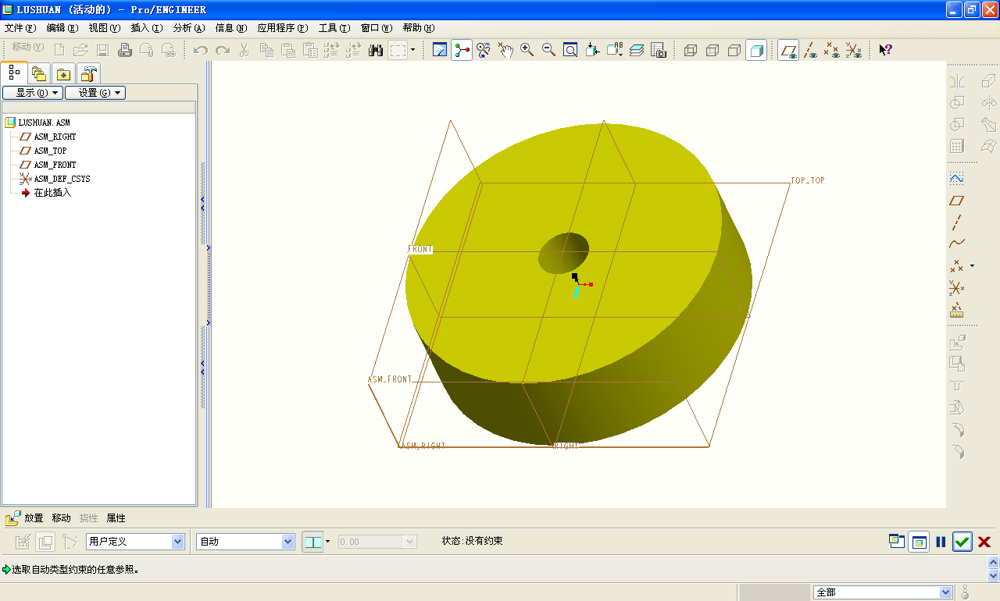 LUSHUAN (活动的) - Pro/ENGINEER
文件(F) 编辑(E) 视图(V) 插入(I) 分析(A) 信息(N) 应用程序(P) 工具(T) 窗口(W) 帮助(H)
移动(V)
AB
显示(O) 设置(G)
LUSHUAN.ASM
ASM_RIGHT
ASM_TOP
ASM_FRONT
ASM_DEF_CSYS
在此插入
TOP_TOP
FRONT
ASM_FRONT
ASM_RIGHT
RIGHT
放置 移动 挠性 属性
用户定义 自动 0.00 状态:没有约束
选取自动类型约束的任意参照。
全部